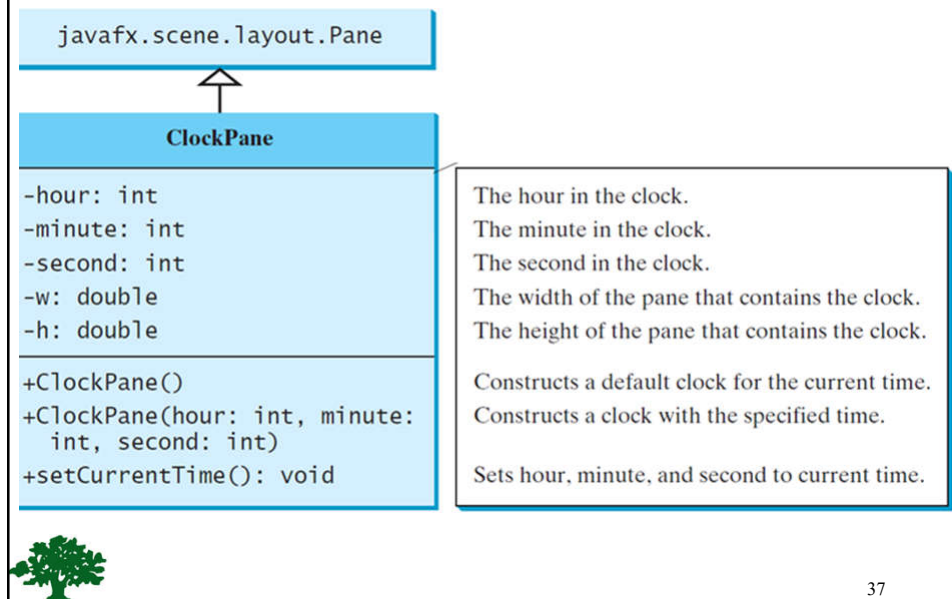 javafx.scene.layout.Pane
ClockPane
-hour: int
-minute: int
-second: int
-w: double
-h: double
The hour in the clock.
The minute in the clock.
The second in the clock.
The width of the pane that contains the clock.
The height of the pane that contains the clock.
+ClockPane()
+ClockPane(hour: int, minute:
int, second: int)
+setCurrentTime(): void
Constructs a default clock for the current time.
Constructs a clock with the specified time.
Sets hour, minute, and second to current time.
37